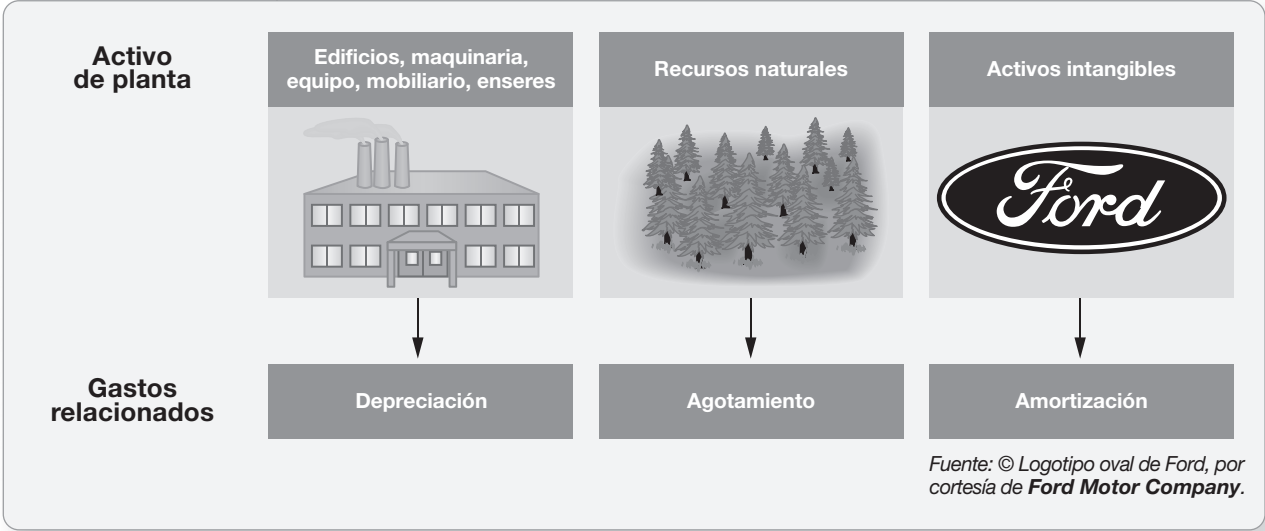 Activo
de planta
Edificios, maquinaria,
equipo, mobiliario, enseres
Recursos naturales
Activos intangibles
Ford
Gastos
relacionados
Depreciación
Agotamiento
Amortización
Fuente: © Logotipo oval de Ford, por
cortesía de Ford Motor Company.